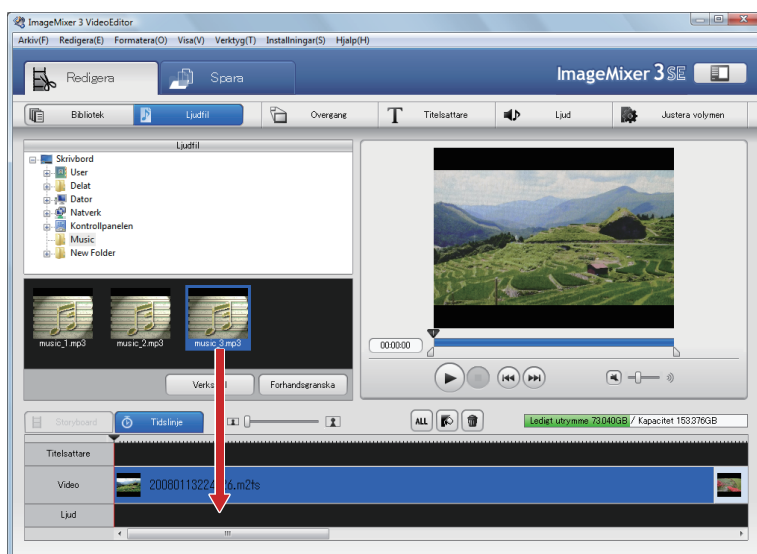 ImageMixer 3 VideoEditor
Arkiv(F) Redigera(E) Formatera(O) Visa(V) Verktyg(T) Installningar(S) Hjalp(H)
Redigera Spara ImageMixer 3 SE
Bibliotek Ljudfil Overgang T Titelsattare Ljud Justera volymen
Ljudfil
Skrivbord
User
Delat
Dator
Natverk
Kontrollpanelen
Music
New Folder
music_1.mp3 music_2.mp3 music_3.mp3
00:00:00
Forhandsgranska
Storyboard Tidslinje ALL Ledigt utrymme 73.040GB / Kapacitet 153.376GB
Titelsattare
Video
Ljud